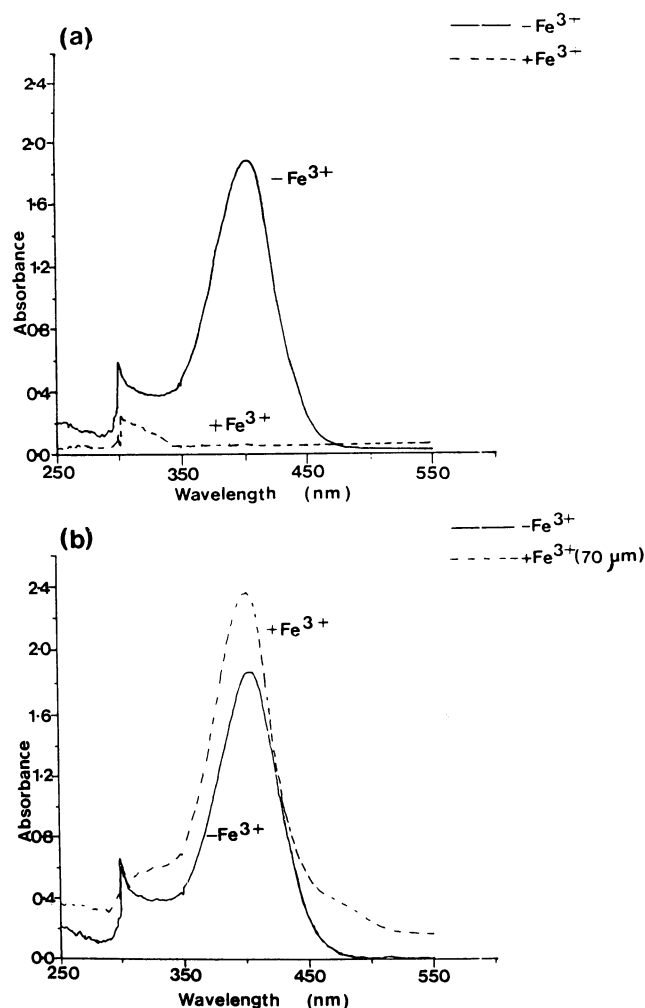 (a)
— — -Fe³⁺
- - - - +Fe³⁺
2·4
2·0
1·6
1·2
0·8
0·4
0·0
Absorbance
-Fe³⁺
+Fe³⁺
250
350
450
550
Wavelength (nm)
(b)
— — -Fe³⁺
- - - - +Fe³⁺(70 µm)
2·4
2·0
1·6
1·2
0·8
0·4
0·0
Absorbance
+Fe³⁺
-Fe³⁺
250
350
450
550
Wavelength (nm)